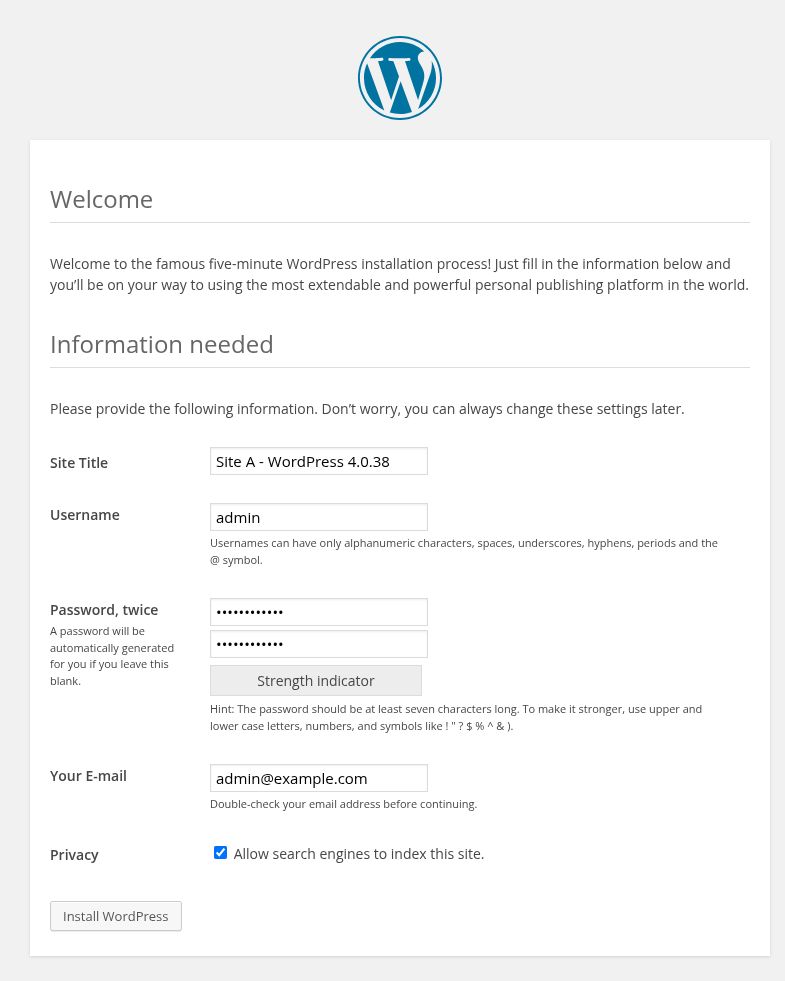 Welcome
Welcome to the famous five-minute WordPress installation process! Just fill in the information below and
you’ll be on your way to using the most extendable and powerful personal publishing platform in the world.
Information needed
Please provide the following information. Don’t worry, you can always change these settings later.
Site Title
Site A - WordPress 4.0.38
Username
admin
Usernames can have only alphanumeric characters, spaces, underscores, hyphens, periods and the
@ symbol.
Password, twice
A password will be
automatically generated
for you if you leave this
blank.
••••••••••••
••••••••••••
Strength indicator
Hint: The password should be at least seven characters long. To make it stronger, use upper and
lower case letters, numbers, and symbols like ! " ? $ % ^ & ).
Your E-mail
admin@example.com
Double-check your email address before continuing.
Privacy
Allow search engines to index this site.
Install WordPress